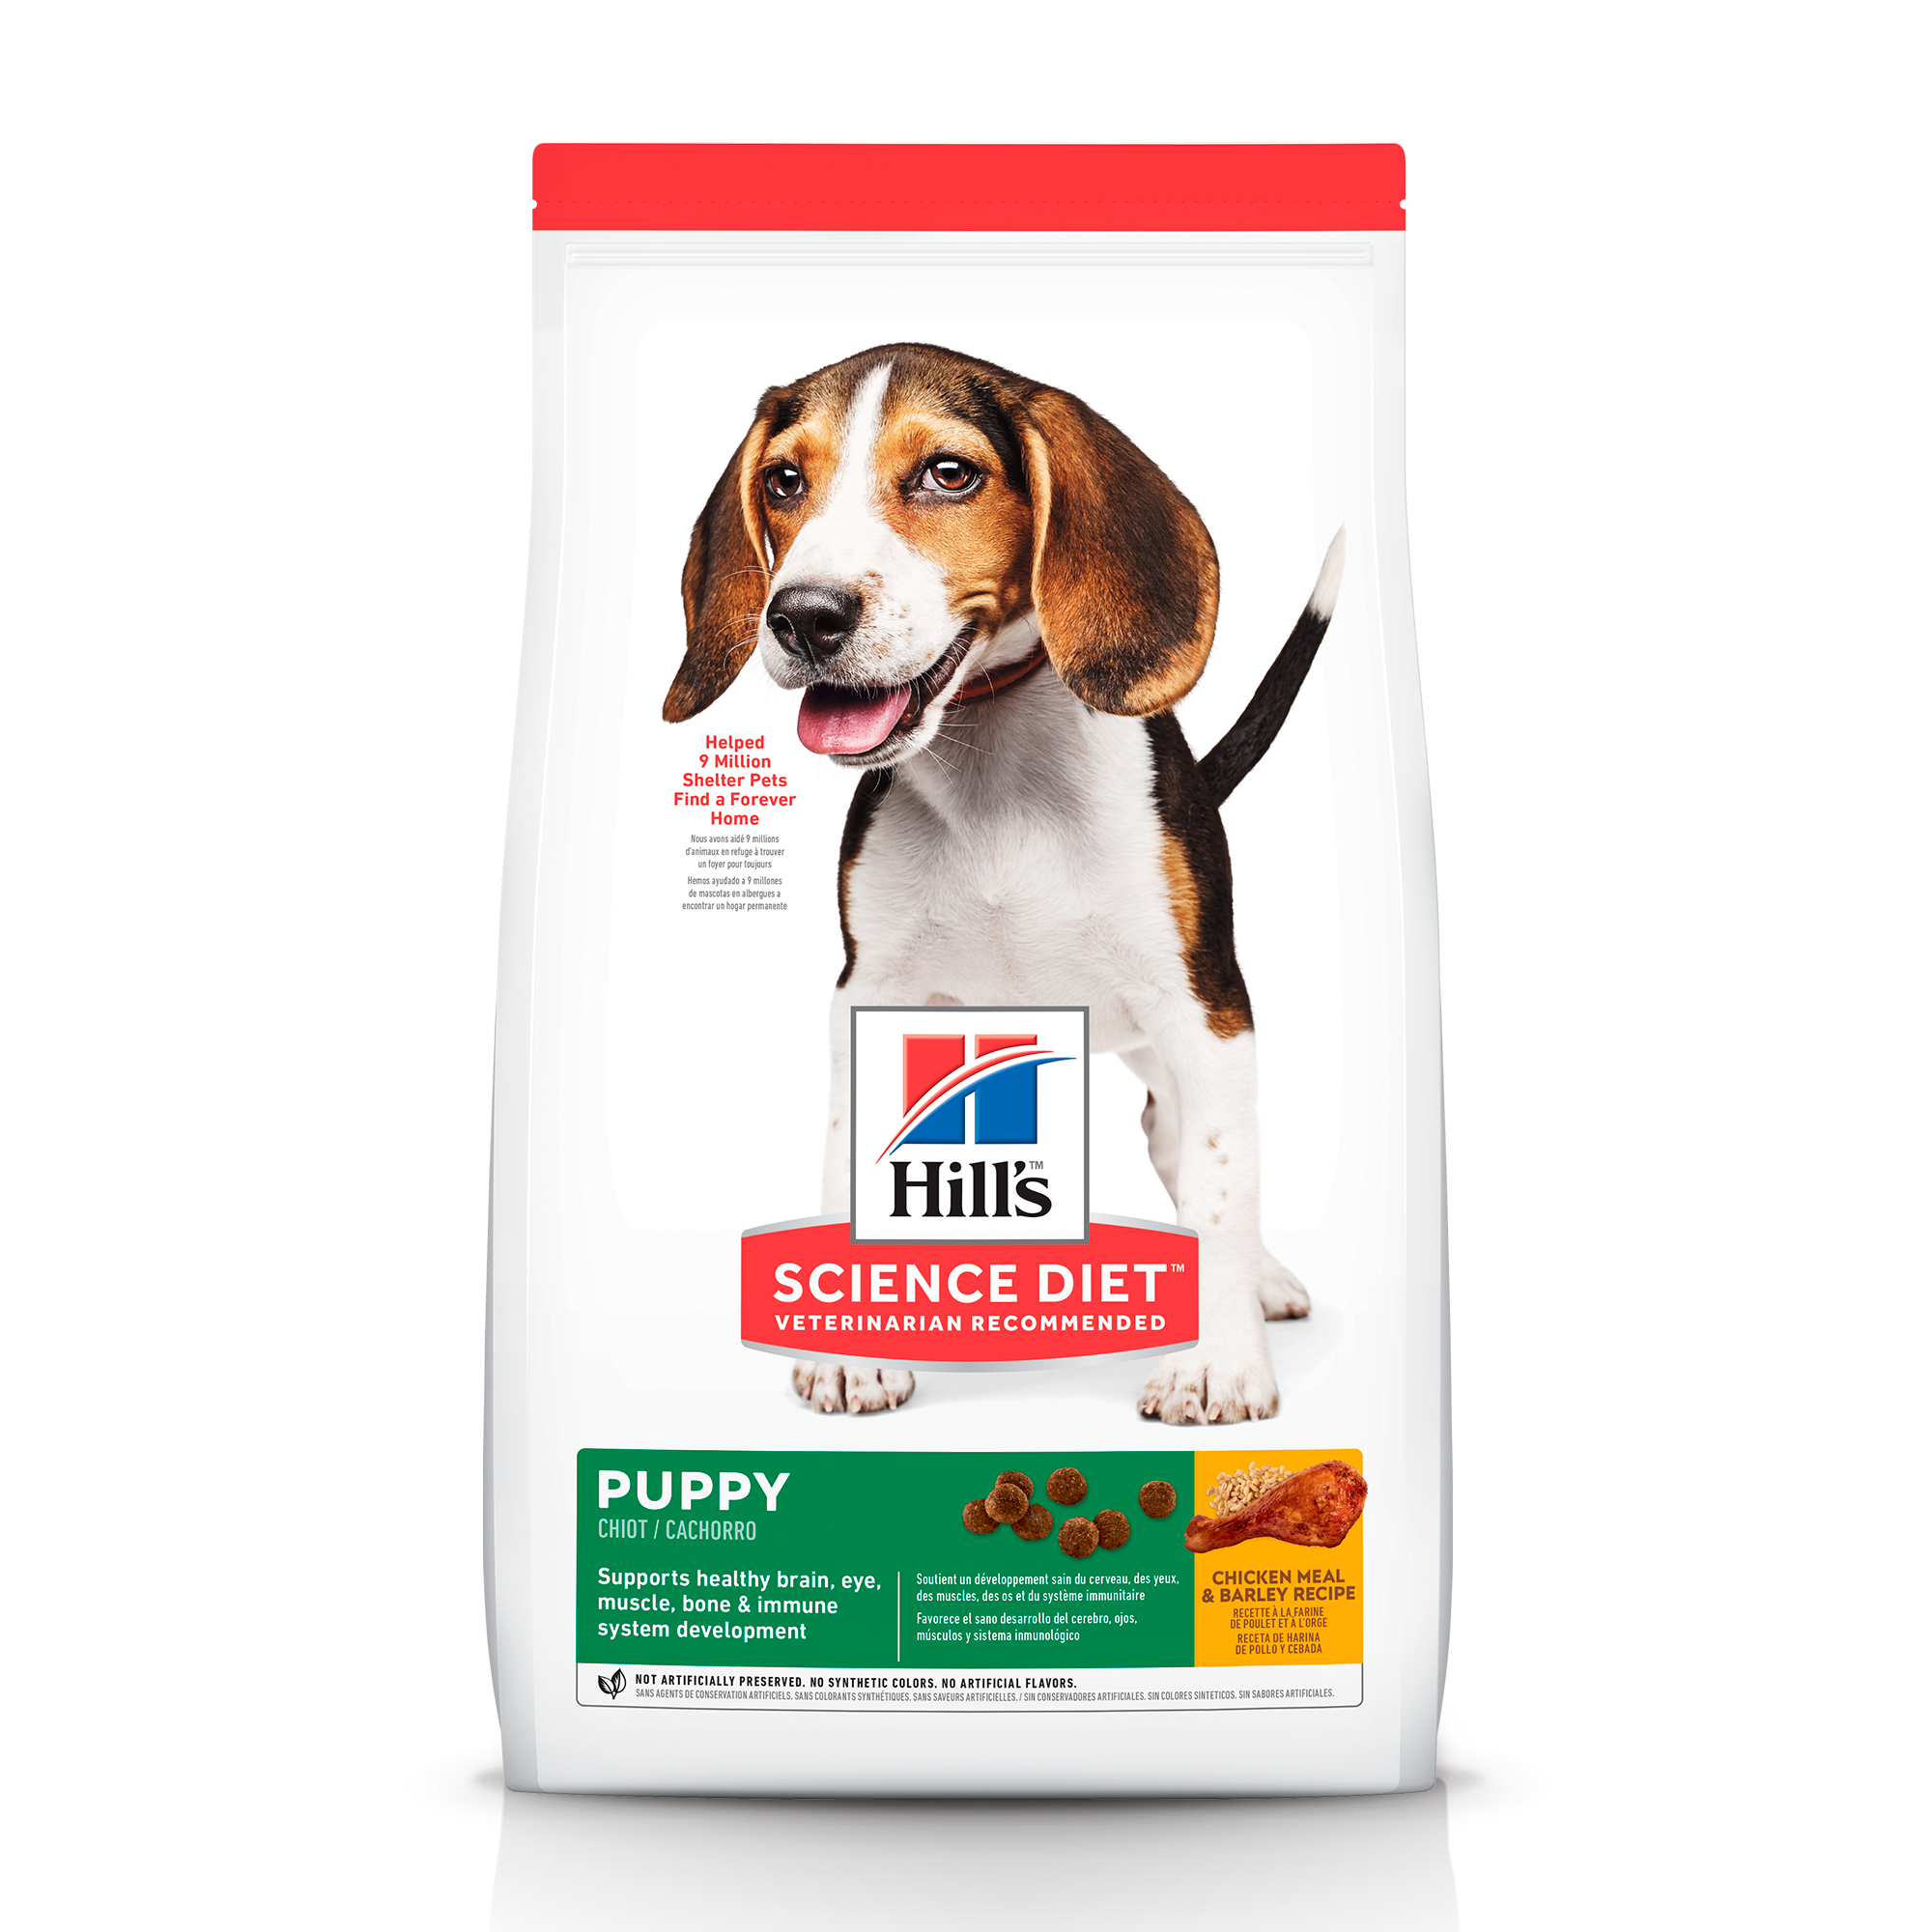 Helped
9 Million
Shelter Pets
Find a Forever
Home
Nous avons aidé 9 millions
d'animaux en refuge à trouver
un foyer pour toujours
Hemos ayudado a 9 millones
de mascotas en albergues a
encontrar un hogar permanente
Hill's™
SCIENCE DIET™
VETERINARIAN RECOMMENDED
PUPPY
CHIOT / CACHORRO
Supports healthy brain, eye,
muscle, bone & immune
system development
Soutient un développement sain du cerveau, des yeux,
des muscles, des os et du système immunitaire
Favorece el sano desarrollo del cerebro, ojos,
músculos y sistema inmunológico
CHICKEN MEAL
& BARLEY RECIPE
RECETTE À LA FARINE
DE POULET ET À L'ORGE
RECETA DE HARINA
DE POLLO Y CEBADA
NOT ARTIFICIALLY PRESERVED. NO SYNTHETIC COLORS. NO ARTIFICIAL FLAVORS.
SANS AGENTS DE CONSERVATION ARTIFICIELS. SANS COLORANTS SYNTHÉTIQUES. SANS SAVEURS ARTIFICIELLES. / SIN CONSERVADORES ARTIFICIALES. SIN COLORES SINTETICOS. SIN SABORES ARTIFICIALES.